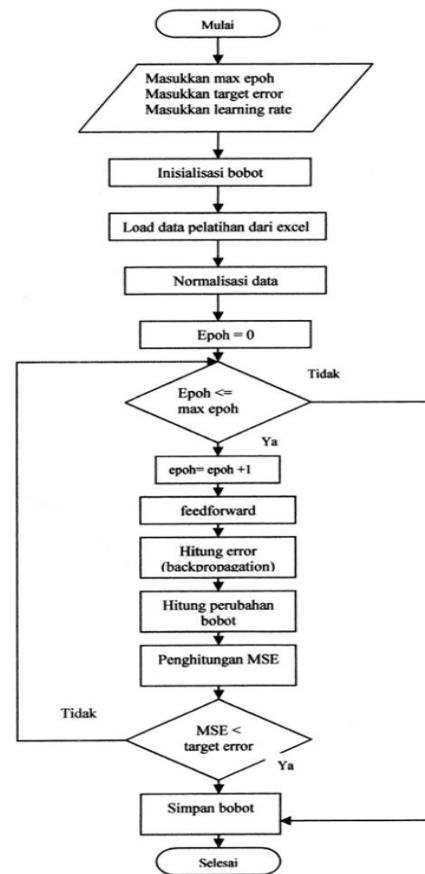 Mulai
Masukkan max epoh
Masukkan target error
Masukkan learning rate
Inisialisasi bobot
Load data pelatihan dari excel
Normalisasi data
Epoh = 0
Epoh <=
max epoh
Tidak
Ya
epoh= epoh +1
feedforward
Hitung error
(backpropagation)
Hitung perubahan
bobot
Penghitungan MSE
Tidak
MSE <
target error
Ya
Simpan bobot
Selesai